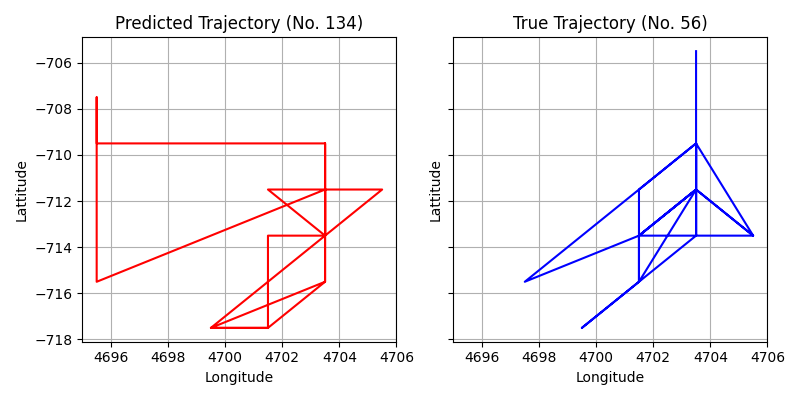 Predicted Trajectory (No. 134)
True Trajectory (No. 56)
Lattitude
−706
−708
−710
−712
−714
−716
−718
4696 4698 4700 4702 4704 4706
Longitude
Lattitude
4696 4698 4700 4702 4704 4706
Longitude